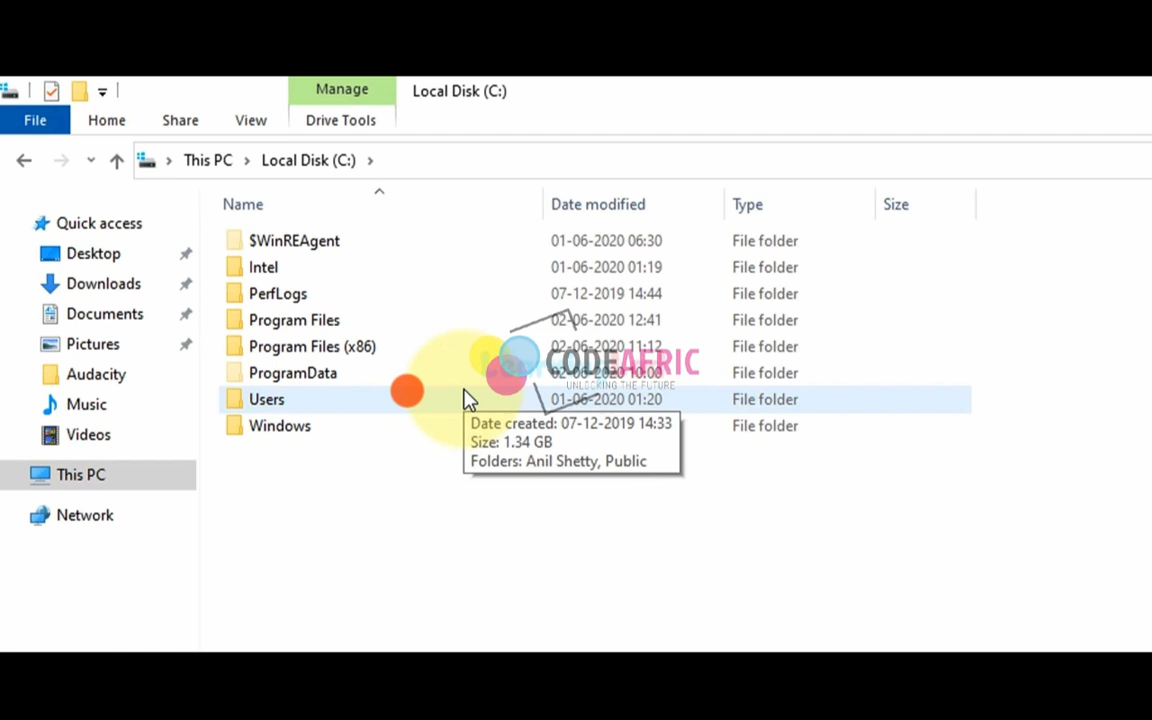 Manage
Local Disk (C:)
File
Home
Share
View
Drive Tools
This PC
Local Disk (C:)
Name
Date modified
Type
Size
Quick access
Desktop
Downloads
Documents
Pictures
Audacity
Music
Videos
This PC
Network
$WinREAgent 01-06-2020 06:30 File folder
Intel 01-06-2020 01:19 File folder
PerfLogs 07-12-2019 14:44 File folder
Program Files 02-06-2020 12:41 File folder
Program Files (x86) 02-06-2020 11:12 File folder
ProgramData 02-06-2020 10:00 File folder
Users 01-06-2020 01:20 File folder
Windows File folder
CODEAFRIC
UNLOCKING THE FUTURE
Date created: 07-12-2019 14:33
Size: 1.34 GB
Folders: Anil Shetty, Public